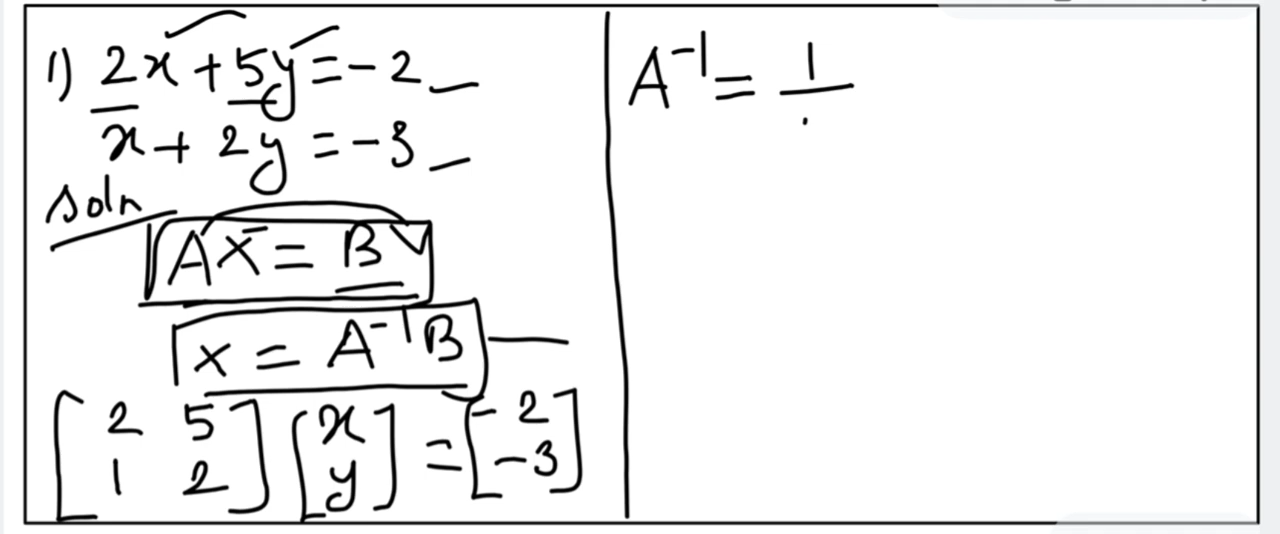 1) 2x + 5y = - 2
x + 2y = - 3
soln
AX = B
x = A⁻¹B
[2 5
1 2] [x
y] = [- 2
- 3]
A⁻¹ = 1/